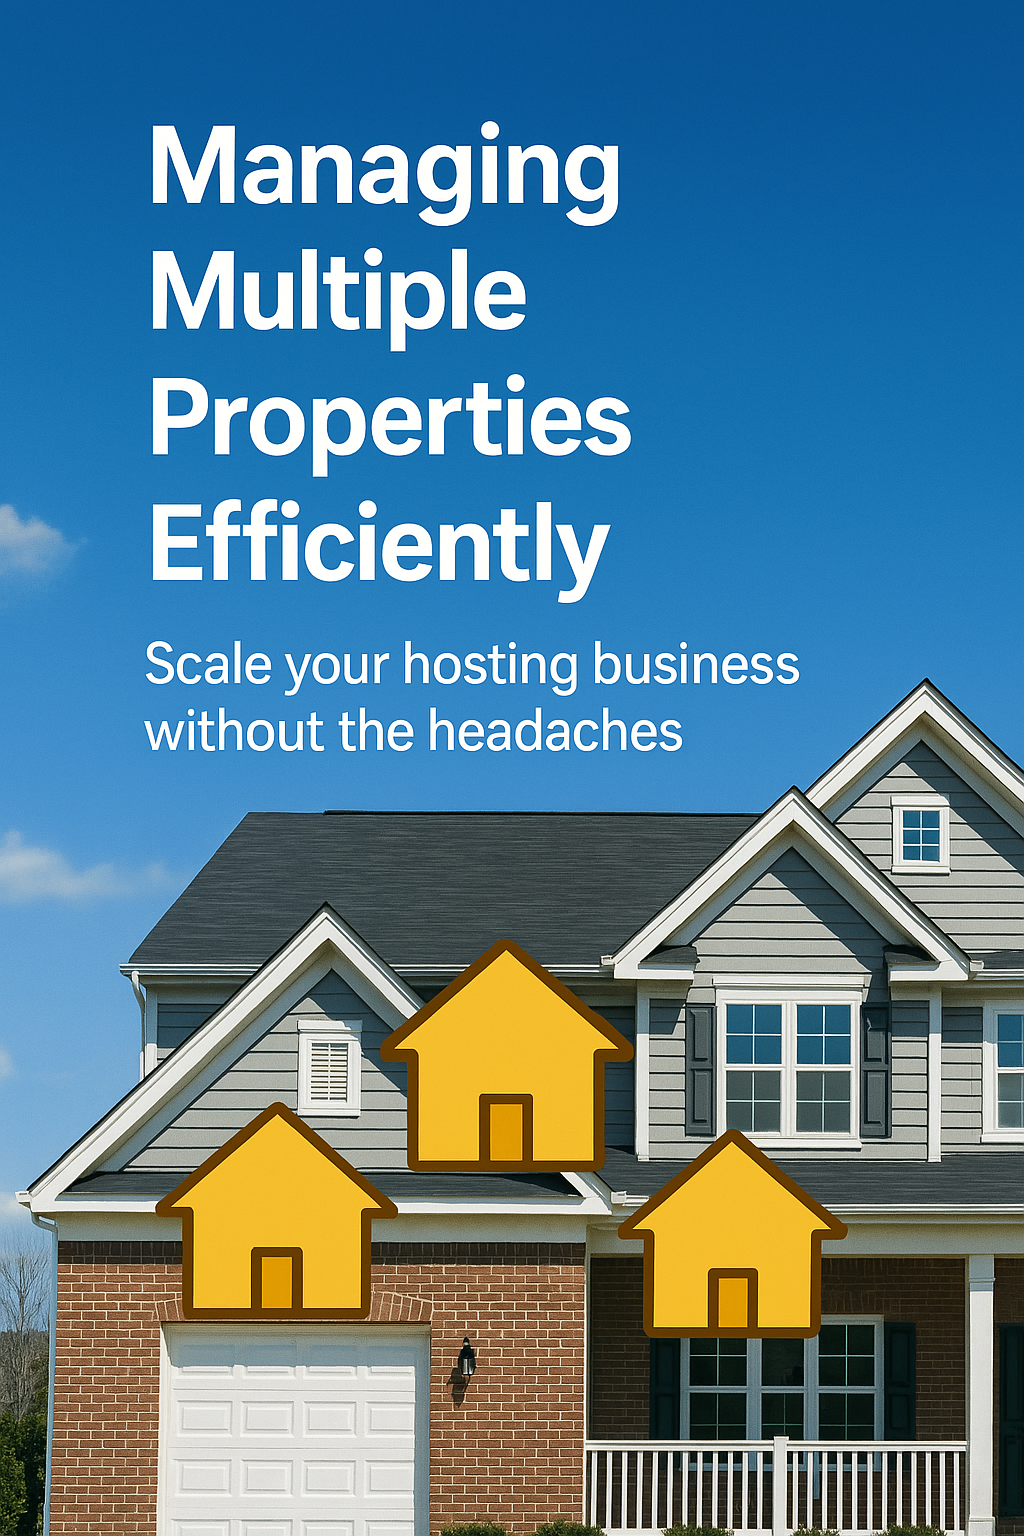 Managing
Multiple
Properties
Efficiently
Scale your hosting business
without the headaches